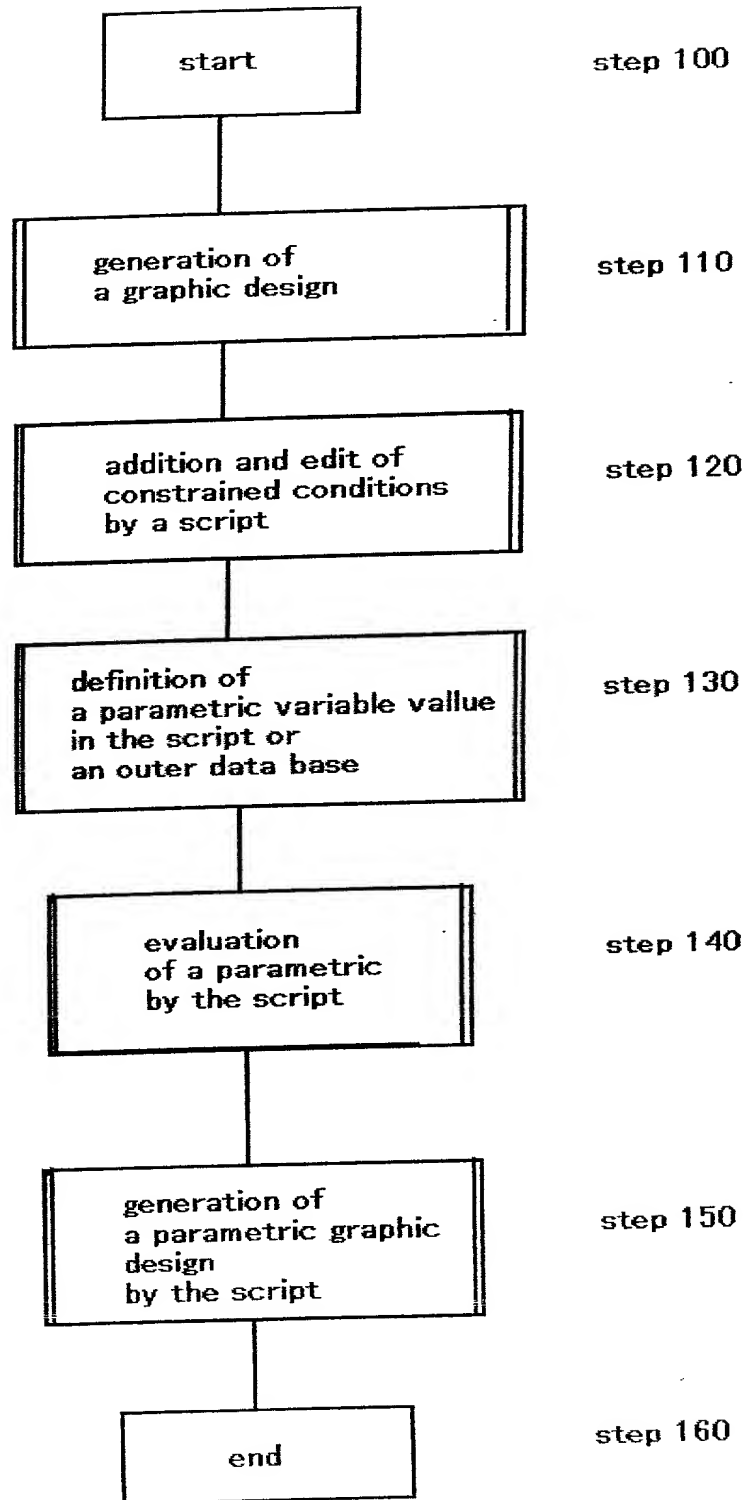 start
step 100
generation of
a graphic design
step 110
addition and edit of
constrained conditions
by a script
step 120
definition of
a parametric variable vallue
in the script or
an outer data base
step 130
evaluation
of a parametric
by the script
step 140
generation of
a parametric graphic
design
by the script
step 150
end
step 160